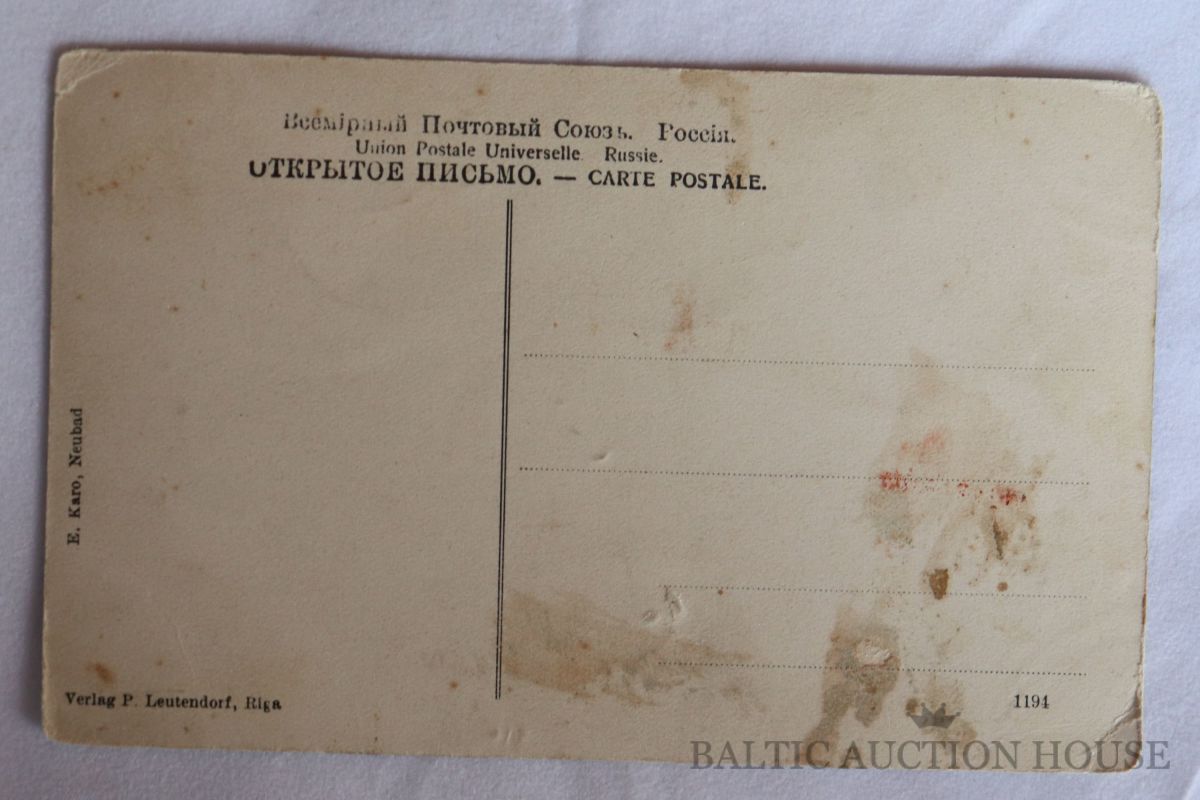 Всемірный Почтовый Союзъ. Россія.
Union Postale Universelle. Russie.
ОТКРЫТОЕ ПИСЬМО. — CARTE POSTALE.
E. Karo, Neubad
Verlag P. Leutendorf, Riga
1194
BALTIC AUCTION HOUSE